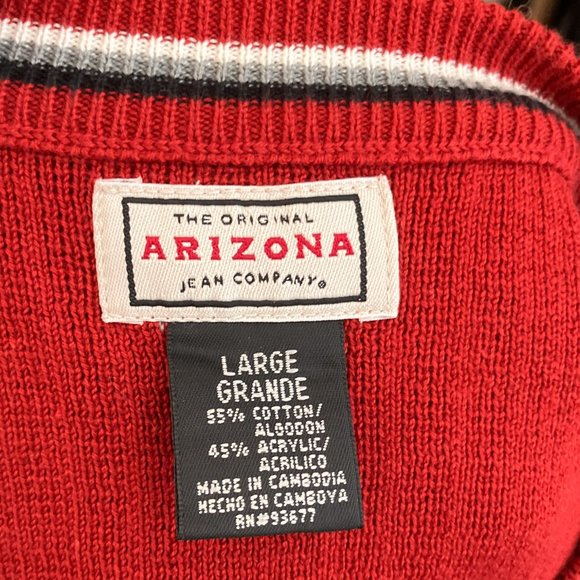 THE ORIGINAL
ARIZONA
JEAN COMPANY®
LARGE
GRANDE
55% COTTON/
ALGODON
45% ACRYLIC/
ACRILICO
MADE IN CAMBODIA
HECHO EN CAMBOYA
RN#93677